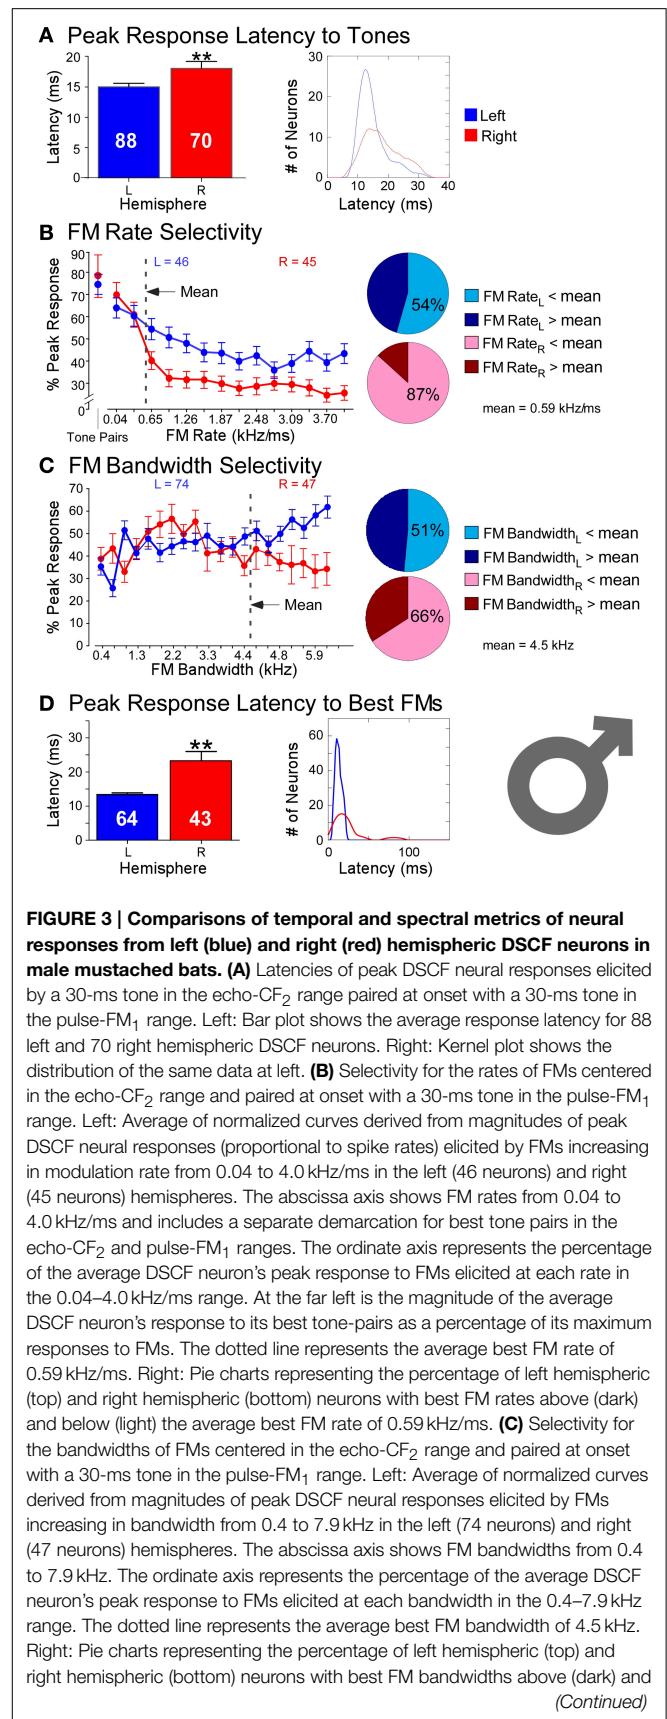 A Peak Response Latency to Tones
20
15
10
5
0
Latency (ms)
**
88
70
L
R
Hemisphere
30
20
10
0
# of Neurons
0 10 20 30 40
Latency (ms)
Left
Right
B FM Rate Selectivity
90
80
70
60
50
40
30
0
% Peak Response
L = 46
R = 45
Mean
0.04 0.65 1.26 1.87 2.48 3.09 3.70
Tone Pairs
FM Rate (kHz/ms)
54%
87%
FM RateL < mean
FM RateL > mean
FM RateR < mean
FM RateR > mean
mean = 0.59 kHz/ms
C FM Bandwidth Selectivity
70
60
50
40
30
20
10
0
% Peak Response
L = 74
R = 47
Mean
0.4 1.3 2.2 3.3 4.4 4.8 5.9
FM Bandwidth (kHz)
51%
66%
FM BandwidthL < mean
FM BandwidthL > mean
FM BandwidthR < mean
FM BandwidthR > mean
mean = 4.5 kHz
D Peak Response Latency to Best FMs
30
20
10
0
Latency (ms)
**
64
43
L
R
Hemisphere
60
40
20
0
# of Neurons
0 100
Latency (ms)
FIGURE 3 | Comparisons of temporal and spectral metrics of neural
responses from left (blue) and right (red) hemispheric DSCF neurons in
male mustached bats. (A) Latencies of peak DSCF neural responses elicited
by a 30-ms tone in the echo-CF2 range paired at onset with a 30-ms tone in
the pulse-FM1 range. Left: Bar plot shows the average response latency for 88
left and 70 right hemispheric DSCF neurons. Right: Kernel plot shows the
distribution of the same data at left. (B) Selectivity for the rates of FMs centered
in the echo-CF2 range and paired at onset with a 30-ms tone in the pulse-FM1
range. Left: Average of normalized curves derived from magnitudes of peak
DSCF neural responses (proportional to spike rates) elicited by FMs increasing
in modulation rate from 0.04 to 4.0 kHz/ms in the left (46 neurons) and right
(45 neurons) hemispheres. The abscissa axis shows FM rates from 0.04 to
4.0 kHz/ms and includes a separate demarcation for best tone pairs in the
echo-CF2 and pulse-FM1 ranges. The ordinate axis represents the percentage
of the average DSCF neuron's peak response to FMs elicited at each rate in
the 0.04–4.0 kHz/ms range. At the far left is the magnitude of the average
DSCF neuron's response to its best tone-pairs as a percentage of its maximum
responses to FMs. The dotted line represents the average best FM rate of
0.59 kHz/ms. Right: Pie charts representing the percentage of left hemispheric
(top) and right hemispheric (bottom) neurons with best FM rates above (dark)
and below (light) the average best FM rate of 0.59 kHz/ms. (C) Selectivity for
the bandwidths of FMs centered in the echo-CF2 range and paired at onset
with a 30-ms tone in the pulse-FM1 range. Left: Average of normalized curves
derived from magnitudes of peak DSCF neural responses elicited by FMs
increasing in bandwidth from 0.4 to 7.9 kHz in the left (74 neurons) and right
(47 neurons) hemispheres. The abscissa axis shows FM bandwidths from 0.4
to 7.9 kHz. The ordinate axis represents the percentage of the average DSCF
neuron's peak response to FMs elicited at each bandwidth in the 0.4–7.9 kHz
range. The dotted line represents the average best FM bandwidth of 4.5 kHz.
Right: Pie charts representing the percentage of left hemispheric (top) and
right hemispheric (bottom) neurons with best FM bandwidths above (dark) and
(Continued)